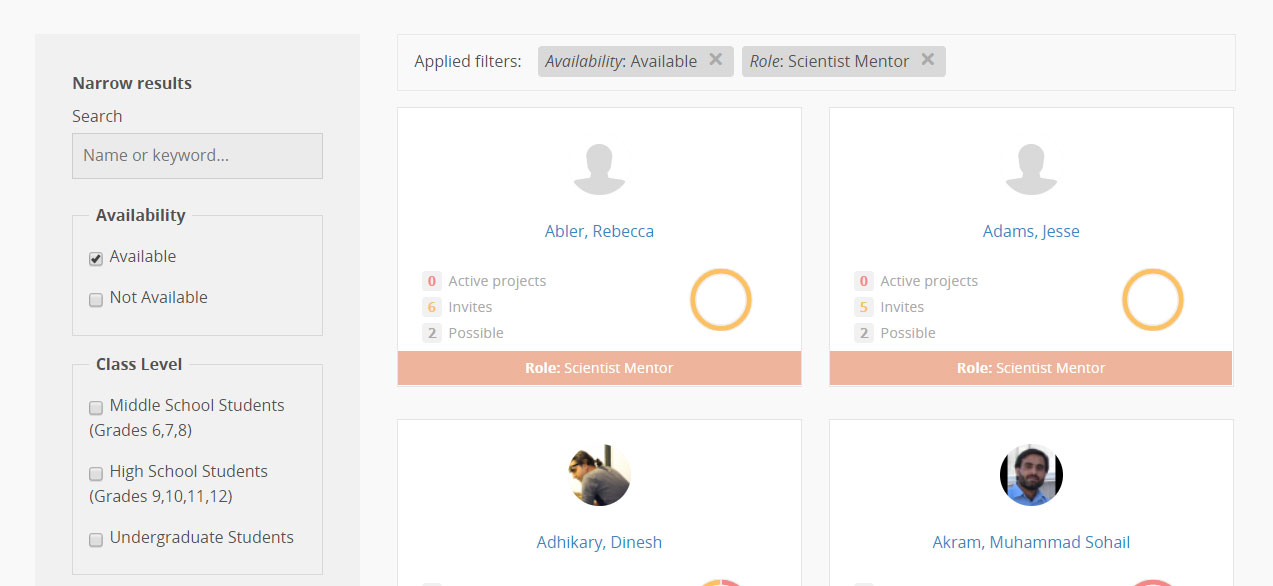 Narrow results
Search
Name or keyword...
Availability
Available
Not Available
Class Level
Middle School Students
(Grades 6,7,8)
High School Students
(Grades 9,10,11,12)
Undergraduate Students
Applied filters: Availability: Available Role: Scientist Mentor
Abler, Rebecca
0 Active projects
6 Invites
2 Possible
Role: Scientist Mentor
Adams, Jesse
0 Active projects
5 Invites
2 Possible
Role: Scientist Mentor
Adhikary, Dinesh
Akram, Muhammad Sohail